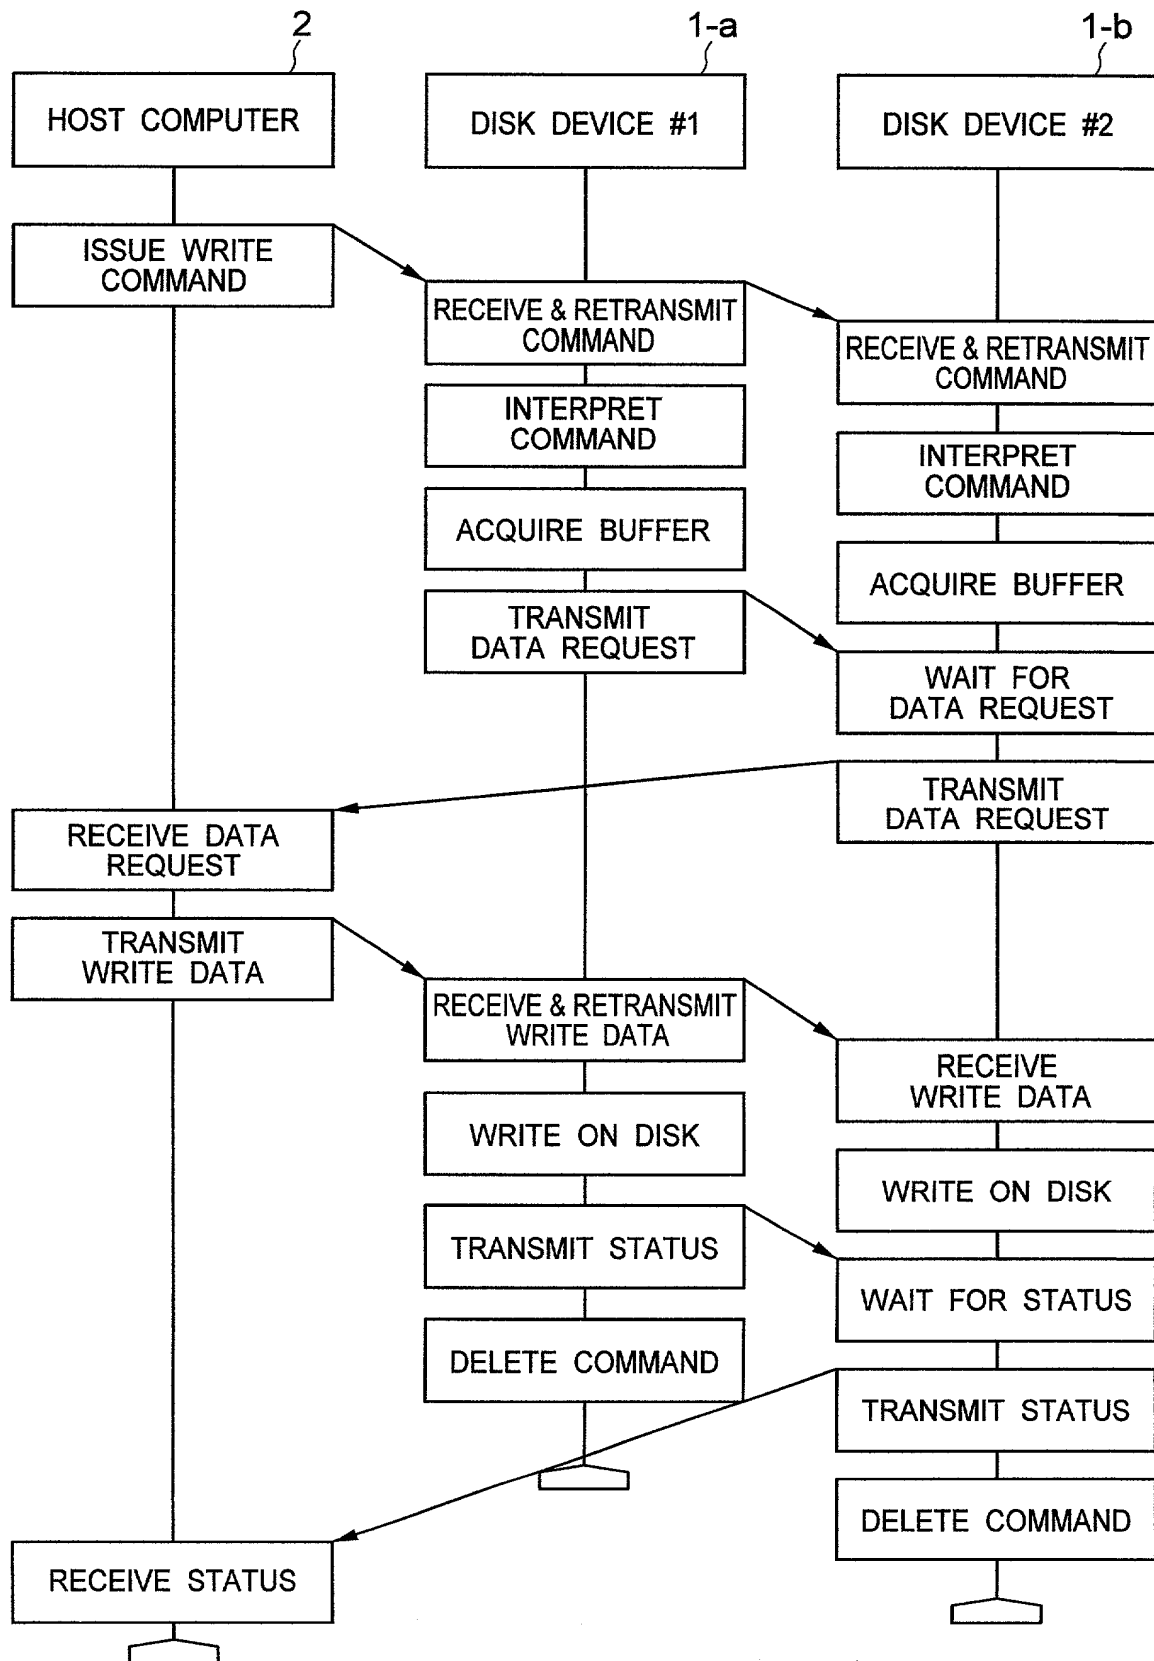 2
1-a
1-b
HOST COMPUTER
DISK DEVICE #1
DISK DEVICE #2
ISSUE WRITE
COMMAND
RECEIVE & RETRANSMIT
COMMAND
RECEIVE & RETRANSMIT
COMMAND
INTERPRET
COMMAND
INTERPRET
COMMAND
ACQUIRE BUFFER
ACQUIRE BUFFER
TRANSMIT
DATA REQUEST
WAIT FOR
DATA REQUEST
TRANSMIT
DATA REQUEST
RECEIVE DATA
REQUEST
TRANSMIT
WRITE DATA
RECEIVE & RETRANSMIT
WRITE DATA
RECEIVE
WRITE DATA
WRITE ON DISK
WRITE ON DISK
TRANSMIT STATUS
WAIT FOR STATUS
DELETE COMMAND
TRANSMIT STATUS
DELETE COMMAND
RECEIVE STATUS